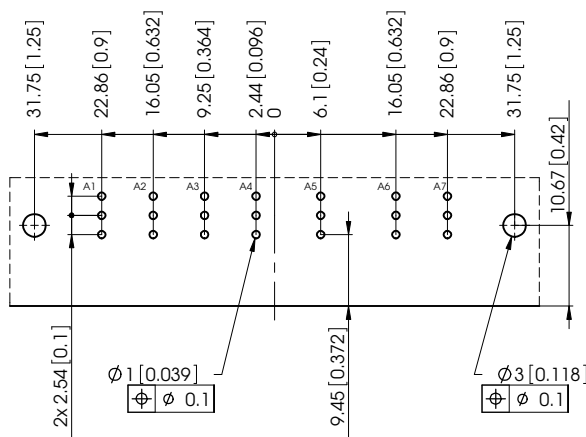 31.75 [1.25]
22.86 [0.9]
16.05 [0.632]
9.25 [0.364]
2.44 [0.096]
0
6.1 [0.24]
16.05 [0.632]
22.86 [0.9]
31.75 [1.25]
10.67 [0.42]
A1 A2 A3 A4 A5 A6 A7
2x 2.54 [0.1]
9.45 [0.372]
Ø1 [0.039]
⌖ Ø 0.1
Ø3 [0.118]
⌖ Ø 0.1